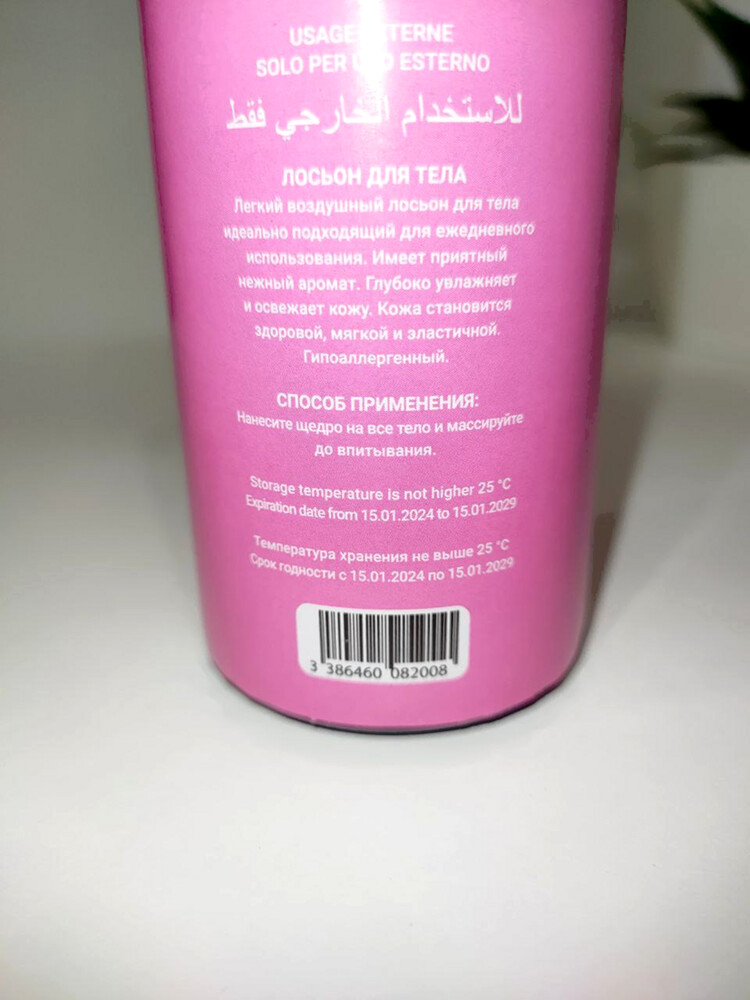 USAGE EXTERNE
SOLO PER USO ESTERNO
للاستخدام الخارجي فقط
ЛОСЬОН ДЛЯ ТЕЛА
Легкий воздушный лосьон для тела
идеально подходящий для ежедневного
использования. Имеет приятный
нежный аромат. Глубоко увлажняет
и освежает кожу. Кожа становится
здоровой, мягкой и эластичной.
Гипоаллергенный.
СПОСОБ ПРИМЕНЕНИЯ:
Нанесите щедро на все тело и массируйте
до впитывания.
Storage temperature is not higher 25 °C
Expiration date from 15.01.2024 to 15.01.2029
Температура хранения не выше 25 °C
Срок годности с 15.01.2024 по 15.01.2029
3 386460 082008